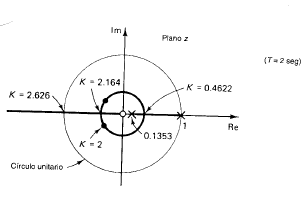 Im
Plano z
(T = 2 seg)
K = 2.164
K = 2.626
K = 0.4622
1
Re
0.1353
K = 2
Círculo unitario